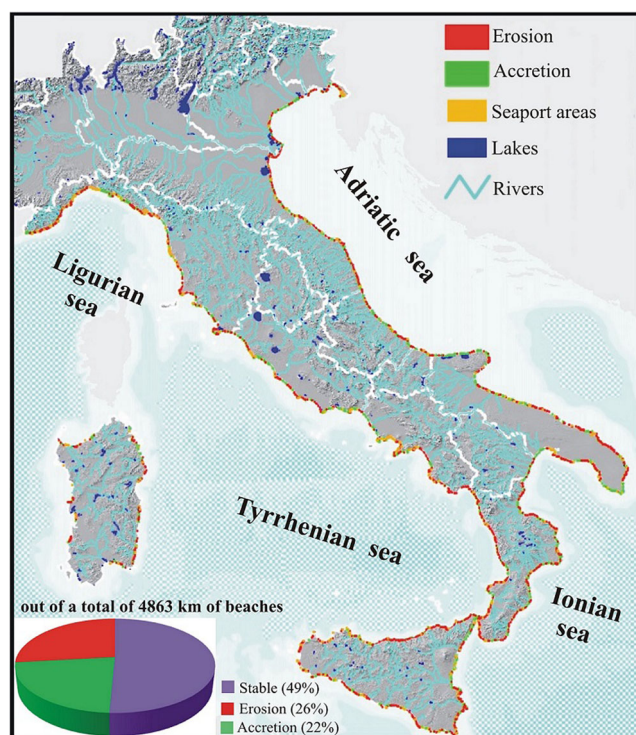 Erosion
Accretion
Seaport areas
Lakes
Rivers
Adriatic sea
Ligurian
sea
Tyrrhenian sea
Ionian
sea
out of a total of 4863 km of beaches
Stable (49%)
Erosion (26%)
Accretion (22%)